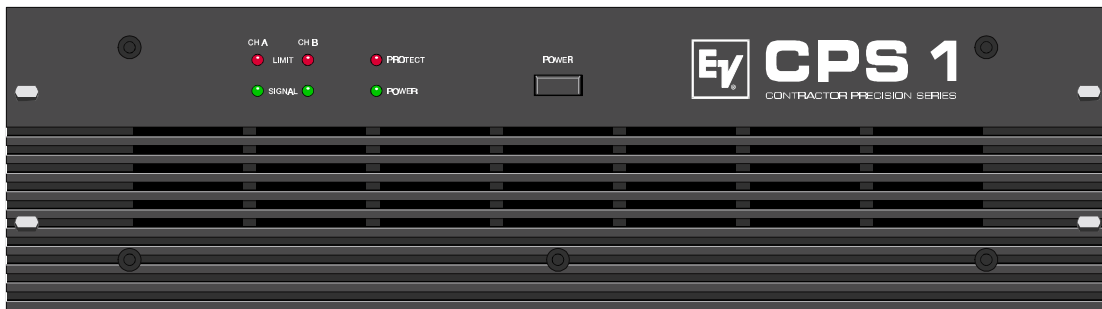 CH A CH B
LIMIT PROTECT
SIGNAL POWER
POWER
EV®
CPS 1
CONTRACTOR PRECISION SERIES